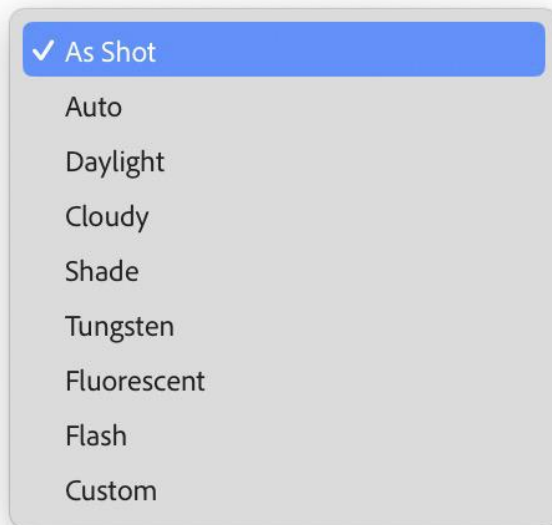 As Shot
Auto
Daylight
Cloudy
Shade
Tungsten
Fluorescent
Flash
Custom